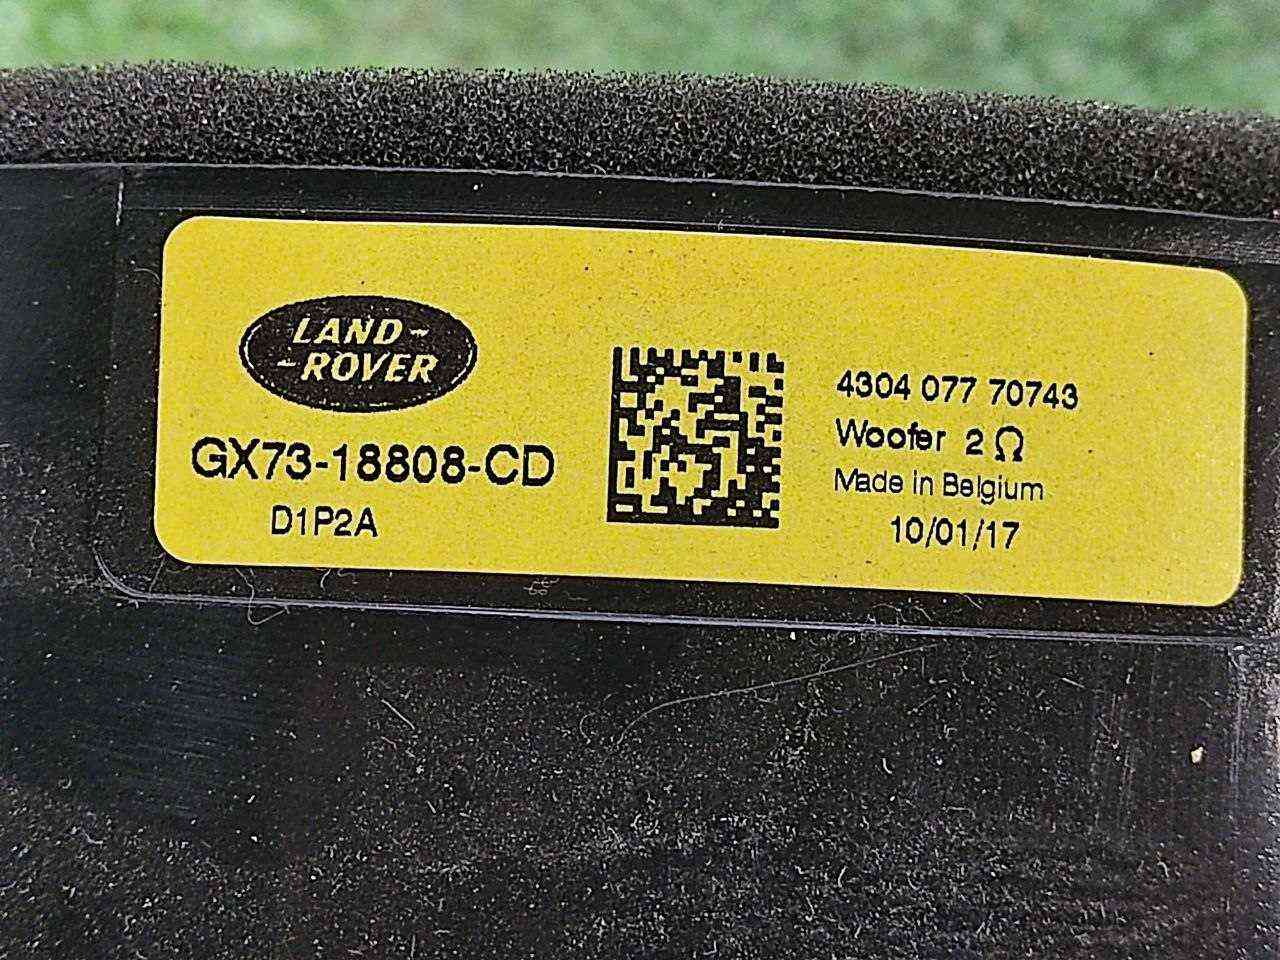 LAND-
-ROVER
GX73-18808-CD
D1P2A
4304 077 70743
Woofer 2 Ω
Made in Belgium
10/01/17